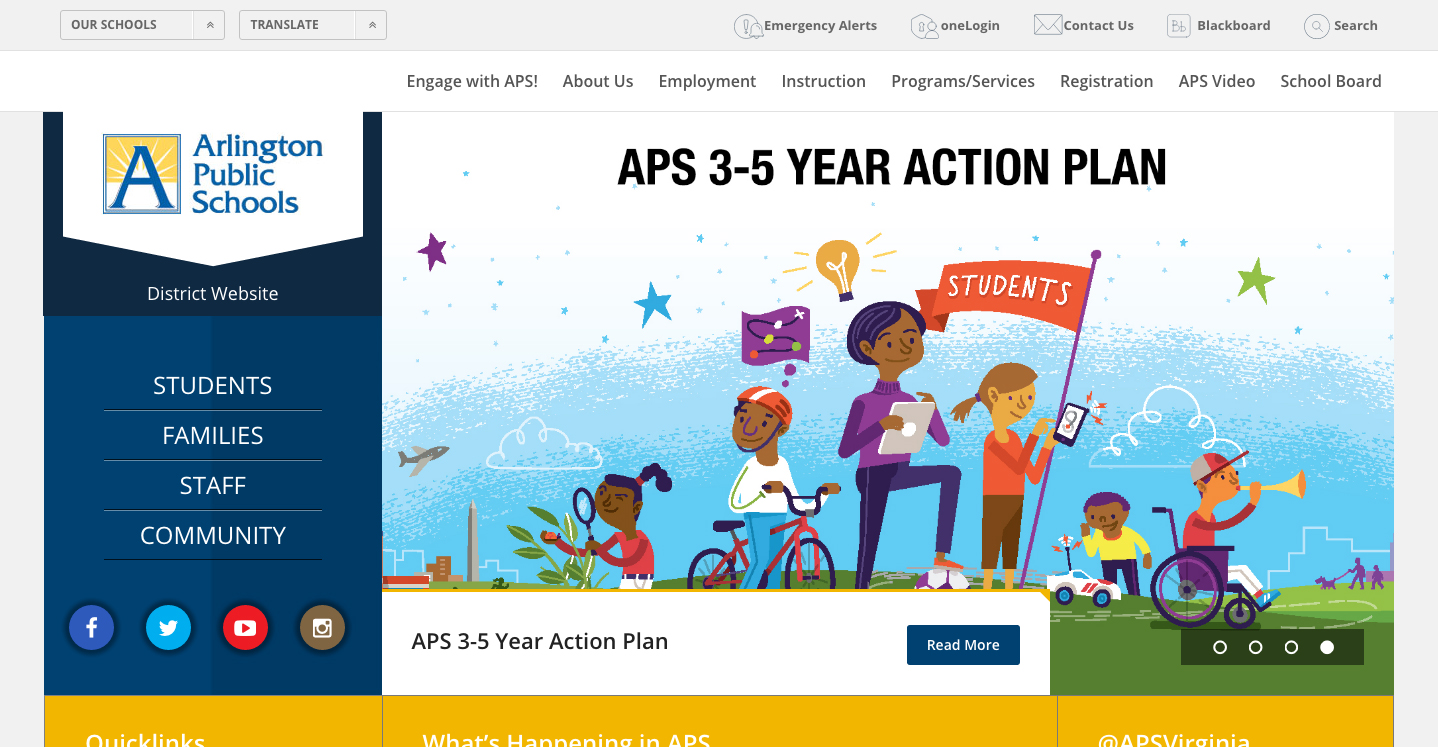 OUR SCHOOLS
TRANSLATE
Emergency Alerts
oneLogin
Contact Us
Bb Blackboard
Search
Engage with APS!
About Us
Employment
Instruction
Programs/Services
Registration
APS Video
School Board
A
Arlington
Public
Schools
District Website
STUDENTS
FAMILIES
STAFF
COMMUNITY
APS 3-5 YEAR ACTION PLAN
STUDENTS
APS 3-5 Year Action Plan
Read More
Quicklinks
What's Happening in APS
@APSVirginia